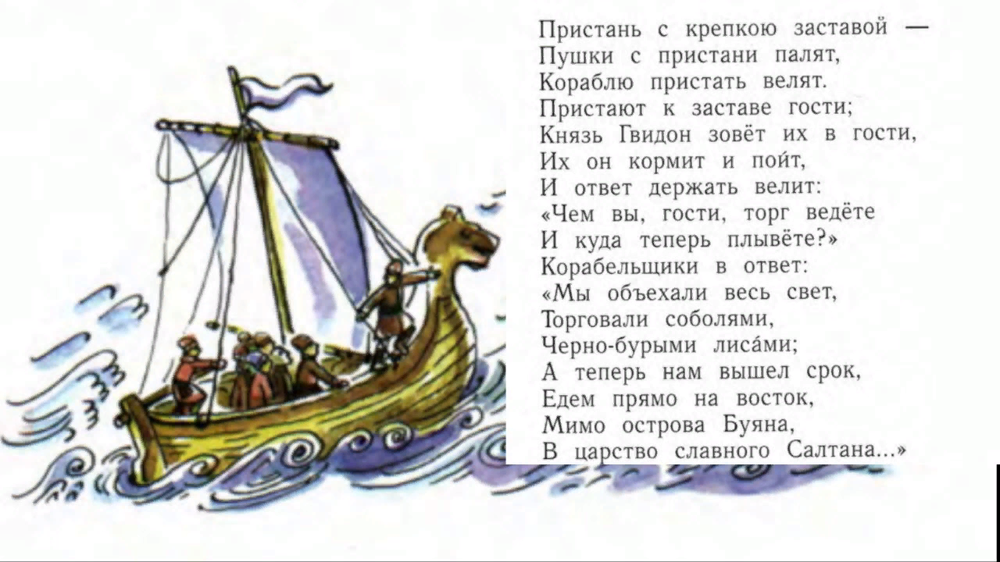 Пристань с крепкою заставой —
Пушки с пристани палят,
Кораблю пристать велят.
Пристают к заставе гости;
Князь Гвидон зовёт их в гости,
Их он кормит и пои́т,
И ответ держать велит:
«Чем вы, гости, торг ведёте
И куда теперь плывёте?»
Корабельщики в ответ:
«Мы объехали весь свет,
Торговали соболями,
Черно-бурыми лиса́ми;
А теперь нам вышел срок,
Едем прямо на восток,
Мимо острова Буяна,
В царство славного Салтана...»